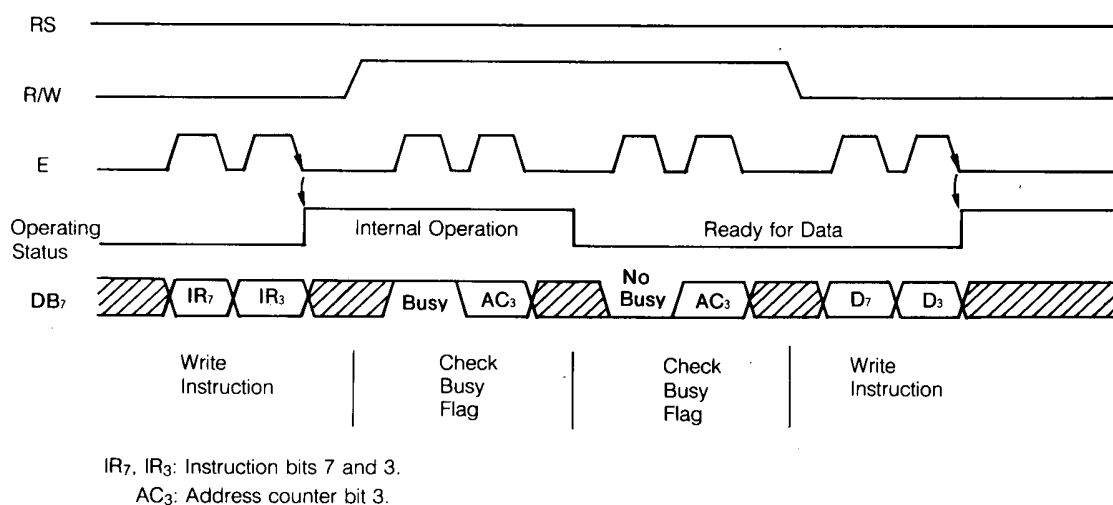 RS
R/W
E
Operating
Status
Internal Operation
Ready for Data
DB₇
IR₇
IR₃
Busy
AC₃
No
Busy
AC₃
D₇
D₃
Write
Instruction
Check
Busy
Flag
Check
Busy
Flag
Write
Instruction
IR₇, IR₃: Instruction bits 7 and 3.
AC₃: Address counter bit 3.